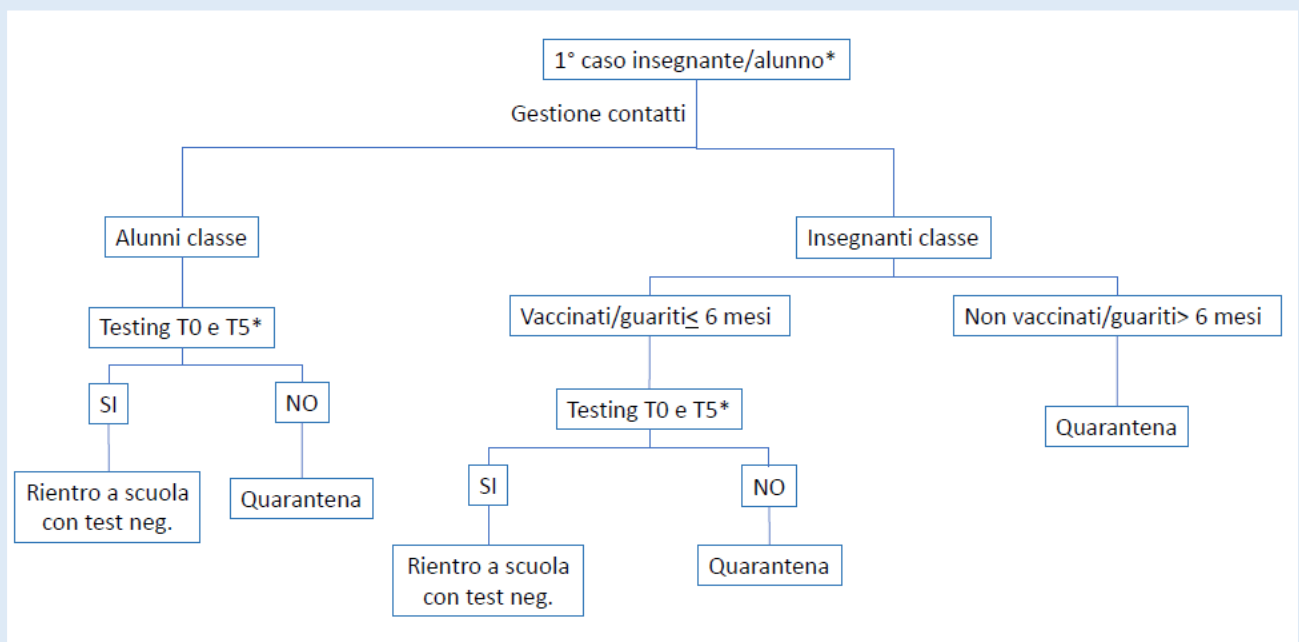 1° caso insegnante/alunno*
Gestione contatti
Alunni classe
Insegnanti classe
Testing T0 e T5*
Vaccinati/guariti≤ 6 mesi
Non vaccinati/guariti> 6 mesi
SI
NO
Testing T0 e T5*
Quarantena
Rientro a scuola
con test neg.
Quarantena
SI
NO
Rientro a scuola
con test neg.
Quarantena